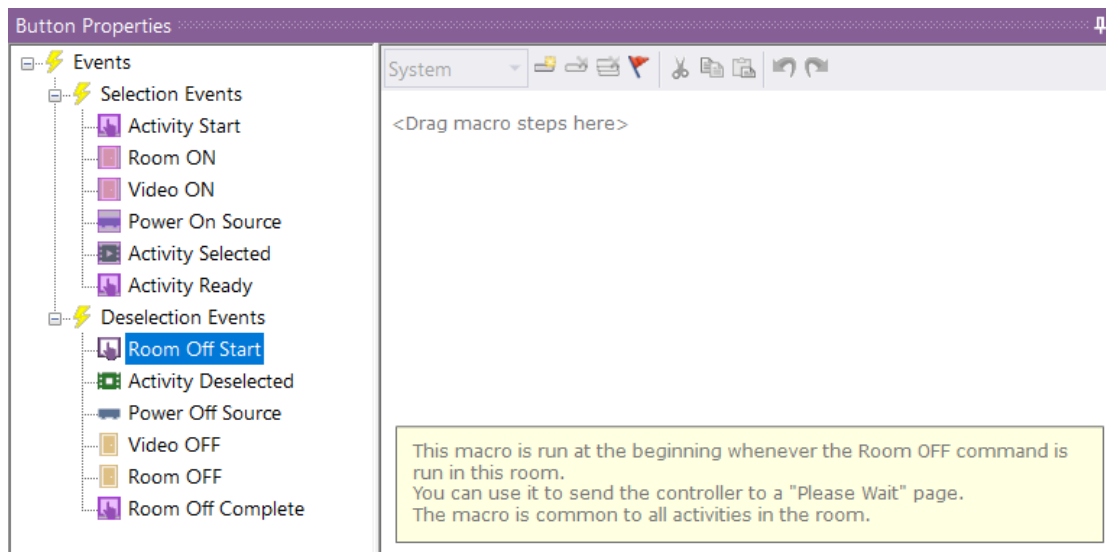 Button Properties
Events
Selection Events
Activity Start
Room ON
Video ON
Power On Source
Activity Selected
Activity Ready
Deselection Events
Room Off Start
Activity Deselected
Power Off Source
Video OFF
Room OFF
Room Off Complete
System
<Drag macro steps here>
This macro is run at the beginning whenever the Room OFF command is
run in this room.
You can use it to send the controller to a "Please Wait" page.
The macro is common to all activities in the room.